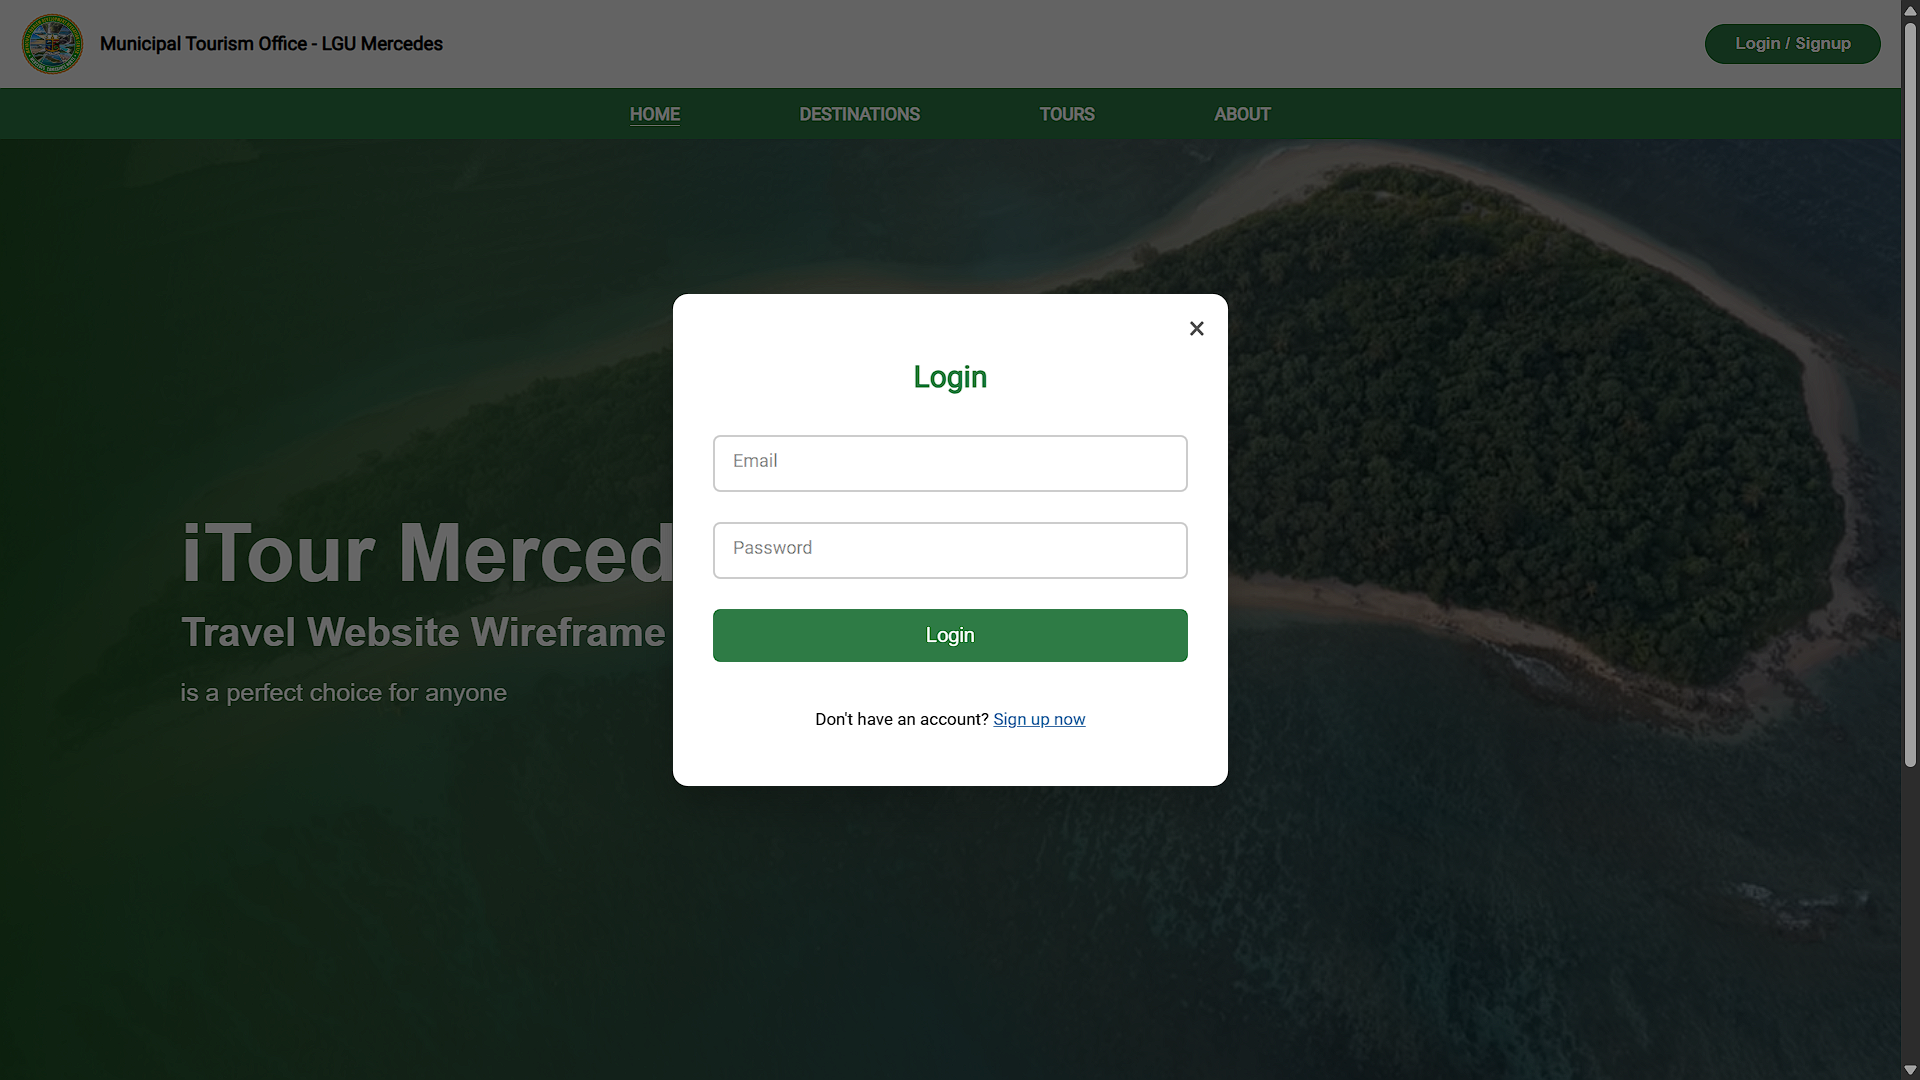 Municipal Tourism Office - LGU Mercedes
Login / Signup
HOME
DESTINATIONS
TOURS
ABOUT
iTour Merced
Travel Website Wireframe
is a perfect choice for anyone
×
Login
Email
Password
Login
Don't have an account? Sign up now